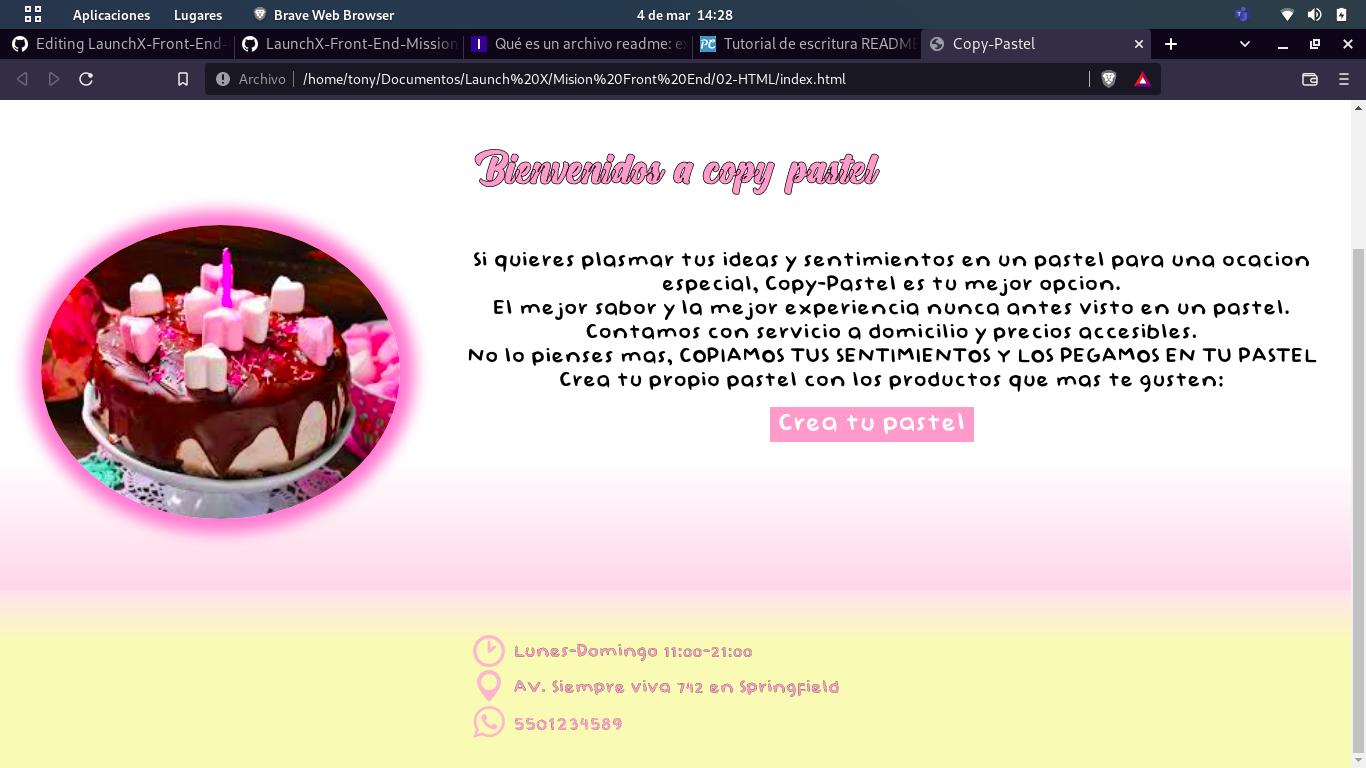 Aplicaciones Lugares Brave Web Browser 4 de mar 14:28
Editing LaunchX-Front-End- LaunchX-Front-End-Mission Qué es un archivo readme: e Tutorial de escritura READM Copy-Pastel
Archivo /home/tony/Documentos/Launch%20X/Mision%20Front%20End/02-HTML/index.html
Bienvenidos a copy pastel
Si quieres plasmar tus ideas y sentimientos en un pastel para una ocacion
especial, Copy-Pastel es tu mejor opcion.
El mejor sabor y la mejor experiencia nunca antes visto en un pastel.
Contamos con servicio a domicilio y precios accesibles.
No lo pienses mas, COPIAMOS TUS SENTIMIENTOS Y LOS PEGAMOS EN TU PASTEL
Crea tu propio pastel con los productos que mas te gusten:
Crea tu pastel
Lunes-Domingo 11:00-21:00
AV. Siempre viva 742 en Springfield
5501234589